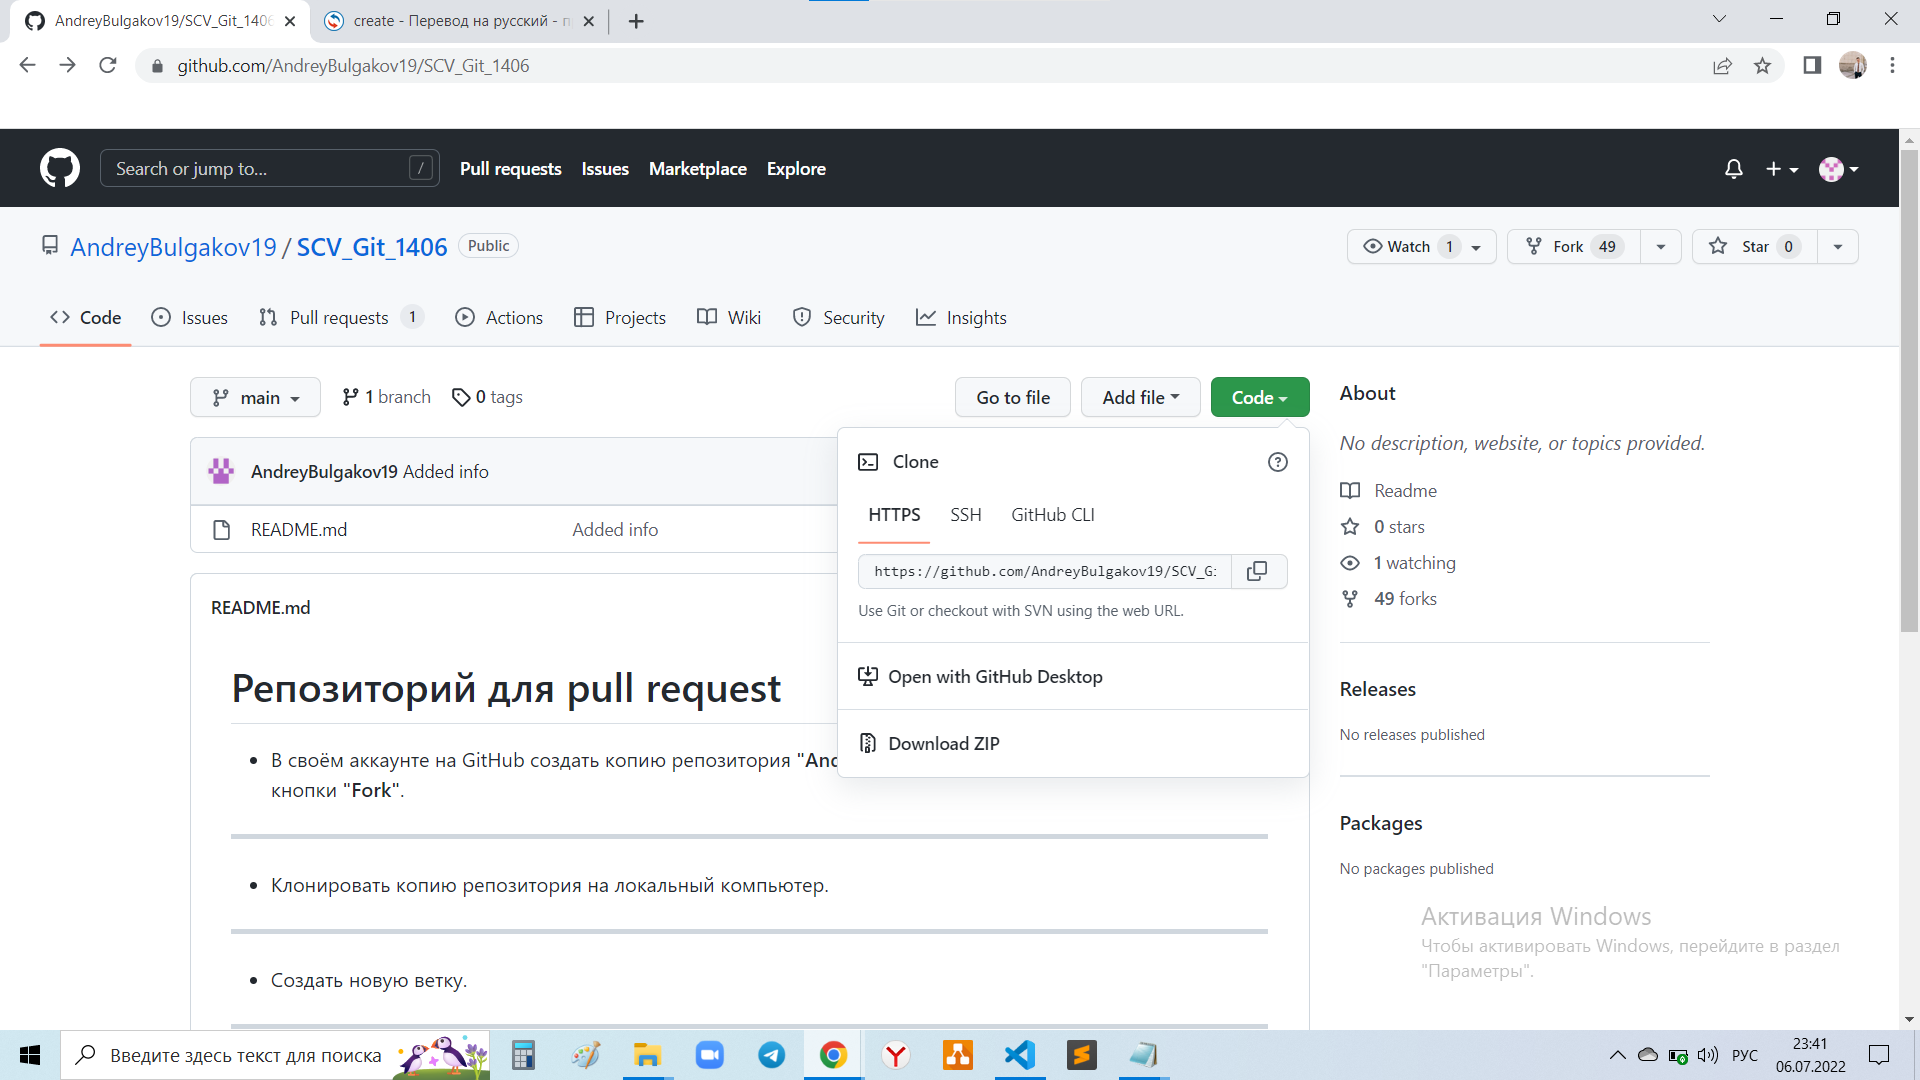 AndreyBulgakov19/SCV_Git_1406
create - Перевод на русский - п
github.com/AndreyBulgakov19/SCV_Git_1406
Search or jump to...
/
Pull requests
Issues
Marketplace
Explore
AndreyBulgakov19 / SCV_Git_1406
Public
Watch 1
Fork 49
Star 0
Code
Issues
Pull requests 1
Actions
Projects
Wiki
Security
Insights
main
1 branch
0 tags
Go to file
Add file
Code
AndreyBulgakov19 Added info
README.md
Added info
Clone
HTTPS
SSH
GitHub CLI
https://github.com/AndreyBulgakov19/SCV_G
Use Git or checkout with SVN using the web URL.
Open with GitHub Desktop
Download ZIP
README.md
Репозиторий для pull request
В своём аккаунте на GitHub создать копию репозитория "And
кнопки "Fork".
Клонировать копию репозитория на локальный компьютер.
Создать новую ветку.
About
No description, website, or topics provided.
Readme
0 stars
1 watching
49 forks
Releases
No releases published
Packages
No packages published
Активация Windows
Чтобы активировать Windows, перейдите в раздел
"Параметры".
Введите здесь текст для поиска
РУС
23:41
06.07.2022